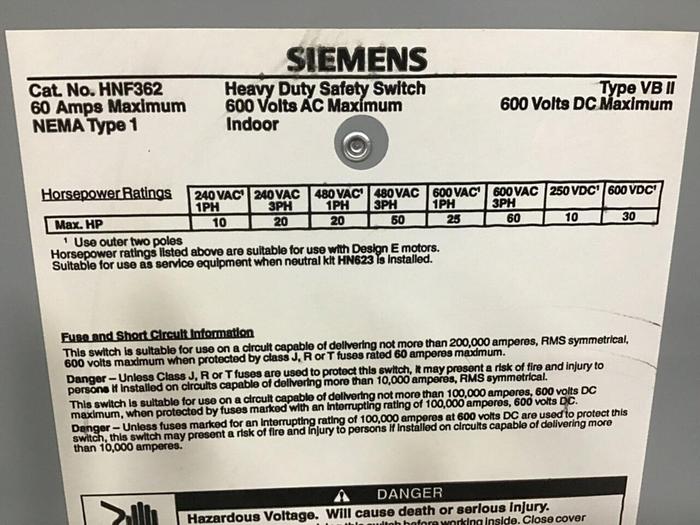 SIEMENS
Cat. No. HNF362 Heavy Duty Safety Switch Type VB II
60 Amps Maximum 600 Volts AC Maximum 600 Volts DC Maximum
NEMA Type 1 Indoor
Horsepower Ratings 240 VAC¹ 1PH 240 VAC 3PH 480 VAC¹ 1PH 480 VAC 3PH 600 VAC¹ 1PH 600 VAC 3PH 250 VDC¹ 600 VDC¹
Max. HP 10 20 20 50 25 60 10 30
¹ Use outer two poles
Horsepower ratings listed above are suitable for use with Design E motors.
Suitable for use as service equipment when neutral kit HN623 is installed.
Fuse and Short Circuit Information
This switch is suitable for use on a circuit capable of delivering not more than 200,000 amperes, RMS symmetrical,
600 volts maximum when protected by class J, R or T fuses rated 60 amperes maximum.
Danger – Unless Class J, R or T fuses are used to protect this switch, it may present a risk of fire and injury to
persons if installed on circuits capable of delivering more than 10,000 amperes, RMS symmetrical.
This switch is suitable for use on a circuit capable of delivering not more than 100,000 amperes, 600 volts DC
maximum, when protected by fuses marked with an interrupting rating of 100,000 amperes, 600 volts DC.
Danger – Unless fuses marked for an interrupting rating of 100,000 amperes at 600 volts DC are used to protect this
switch, this switch may present a risk of fire and injury to persons if installed on circuits capable of delivering more
than 10,000 amperes.
DANGER
Hazardous Voltage. Will cause death or serious injury.
switch before working inside. Close cover